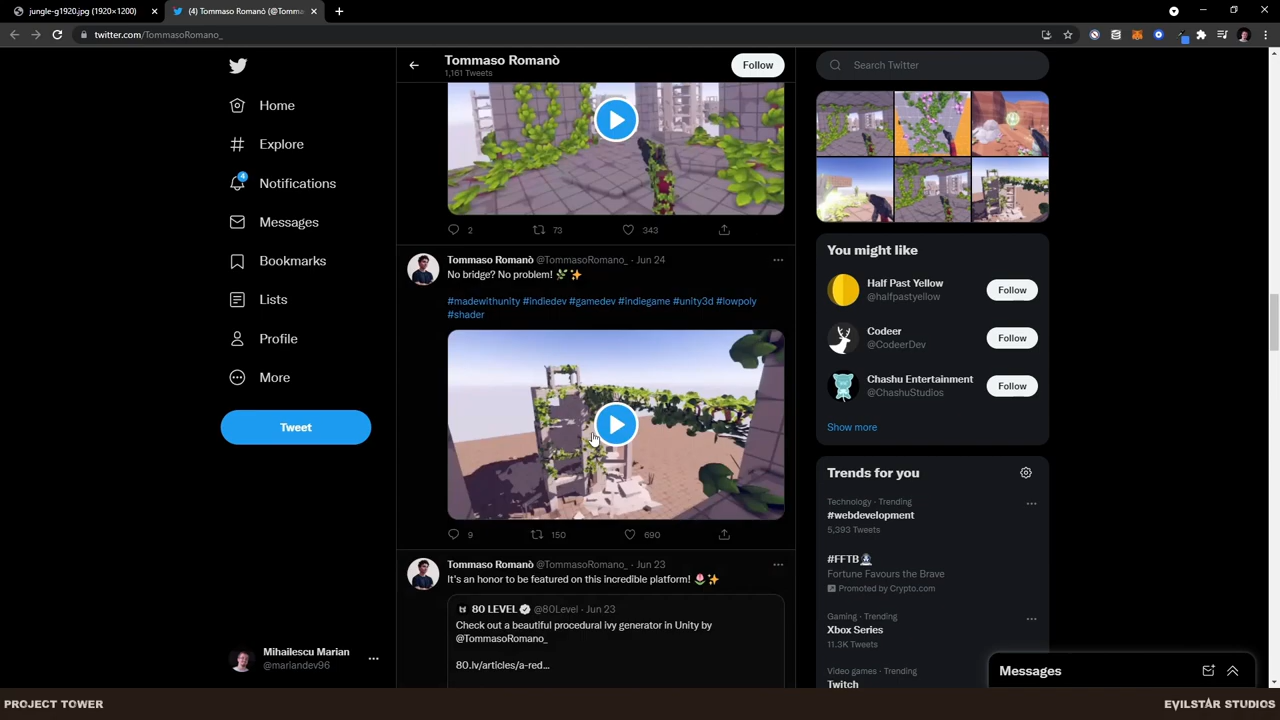 jungle-g1920.jpg (1920×1200)
(4) Tommaso Romanò (@Tomma
twitter.com/TommasoRomano_
Tommaso Romanò
1,161 Tweets
Follow
Search Twitter
Home
Explore
4
Notifications
Messages
Bookmarks
Lists
Profile
More
Tweet
2
73
343
Tommaso Romanò @TommasoRomano_ · Jun 24
No bridge? No problem! 🌿✨
#madewithunity #indiedev #gamedev #indiegame #unity3d #lowpoly
#shader
9
150
690
Tommaso Romanò @TommasoRomano_ · Jun 23
It's an honor to be featured on this incredible platform! 🌷✨
80 LEVEL @80Level · Jun 23
Check out a beautiful procedural ivy generator in Unity by
@TommasoRomano_
80.lv/articles/a-red...
You might like
Half Past Yellow
@halfpastyellow
Follow
Codeer
@CodeerDev
Follow
Chashu Entertainment
@ChashuStudios
Follow
Show more
Trends for you
Technology · Trending
#webdevelopment
5,393 Tweets
#FFTB
Fortune Favours the Brave
Promoted by Crypto.com
Gaming · Trending
Xbox Series
11.3K Tweets
Video games · Trending
Twitch
Mihailescu Marian
@mariandev96
Messages
PROJECT TOWER
EVILSTAR STUDIOS